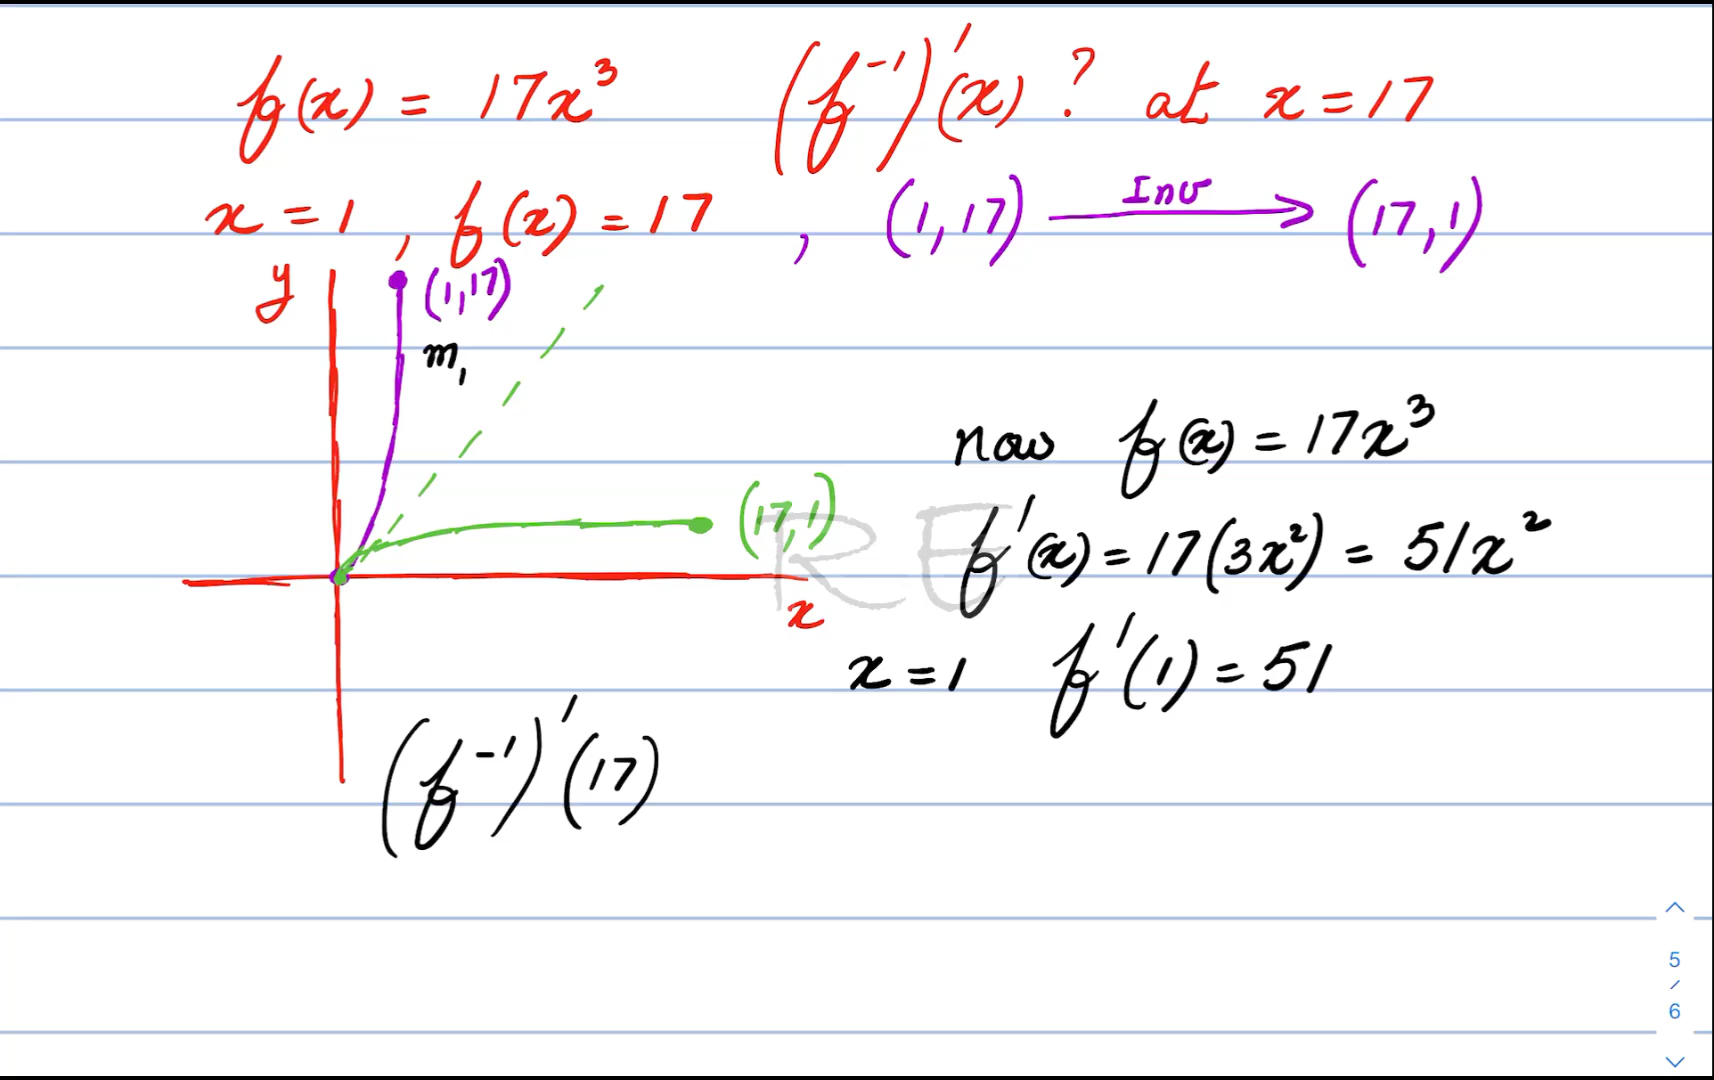 f(x) = 17x³ (f⁻¹)'(x) ? at x=17
x = 1 , f(x) = 17 , (1,17) Inv → (17,1)
y
(1,17)
m₁
now f(x) = 17x³
(17,1)
RE
f'(x) = 17(3x²) = 51x²
x
x = 1 f'(1) = 51
(f⁻¹)'(17)
5
/
6